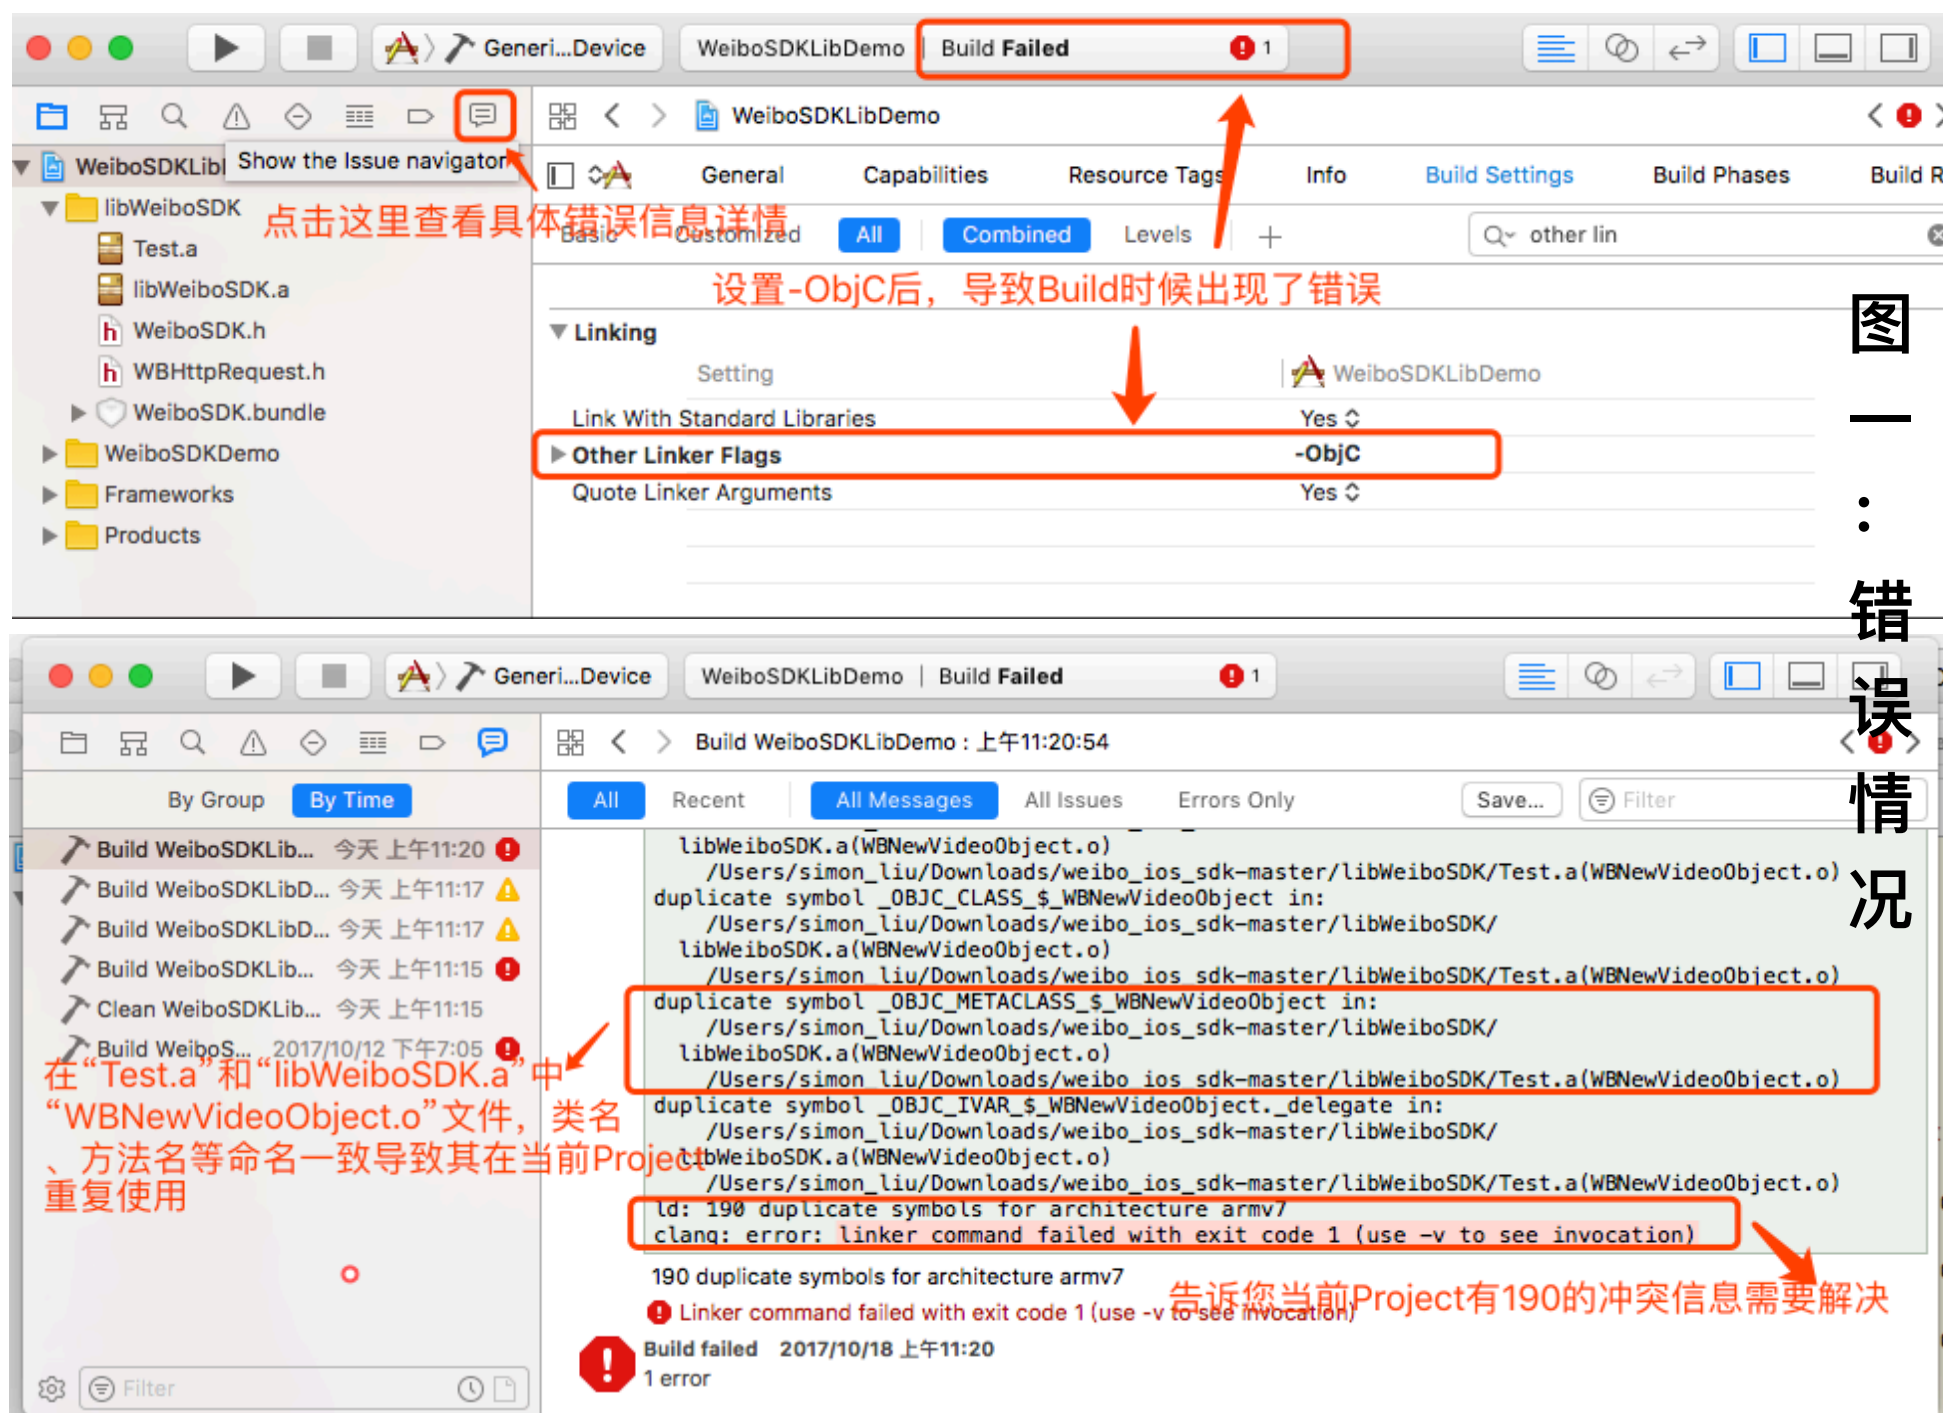 Generi...Device
WeiboSDKLibDemo | Build Failed
1
WeiboSDKLibDemo
Show the Issue navigator
WeiboSDKLibI
General
Capabilities
Resource Tags
Info
Build Settings
Build Phases
Build R
libWeiboSDK
点击这里查看具体错误信息详情
Basic
Customized
All
Combined
Levels
other lin
Test.a
libWeiboSDK.a
WeiboSDK.h
WBHttpRequest.h
WeiboSDK.bundle
WeiboSDKDemo
Frameworks
Products
设置-ObjC后，导致Build时候出现了错误
Linking
Setting
WeiboSDKLibDemo
Link With Standard Libraries
Yes
Other Linker Flags
-ObjC
Quote Linker Arguments
Yes
图一：错误情况
Generi...Device
WeiboSDKLibDemo | Build Failed
1
Build WeiboSDKLibDemo : 上午11:20:54
By Group
By Time
All
Recent
All Messages
All Issues
Errors Only
Save...
Filter
Build WeiboSDKLib... 今天 上午11:20
Build WeiboSDKLibD... 今天 上午11:17
Build WeiboSDKLibD... 今天 上午11:17
Build WeiboSDKLib... 今天 上午11:15
Clean WeiboSDKLib... 今天 上午11:15
Build WeiboS... 2017/10/12 下午7:05
在“Test.a”和“libWeiboSDK.a”中
“WBNewVideoObject.o”文件，类名
、方法名等命名一致导致其在当前Project
重复使用
Filter
libWeiboSDK.a(WBNewVideoObject.o)
/Users/simon_liu/Downloads/weibo_ios_sdk-master/libWeiboSDK/Test.a(WBNewVideoObject.o)
duplicate symbol _OBJC_CLASS_$_WBNewVideoObject in:
/Users/simon_liu/Downloads/weibo_ios_sdk-master/libWeiboSDK/
libWeiboSDK.a(WBNewVideoObject.o)
/Users/simon_liu/Downloads/weibo_ios_sdk-master/libWeiboSDK/Test.a(WBNewVideoObject.o)
duplicate symbol _OBJC_METACLASS_$_WBNewVideoObject in:
/Users/simon_liu/Downloads/weibo_ios_sdk-master/libWeiboSDK/
libWeiboSDK.a(WBNewVideoObject.o)
/Users/simon_liu/Downloads/weibo_ios_sdk-master/libWeiboSDK/Test.a(WBNewVideoObject.o)
duplicate symbol _OBJC_IVAR_$_WBNewVideoObject._delegate in:
/Users/simon_liu/Downloads/weibo_ios_sdk-master/libWeiboSDK/
libWeiboSDK.a(WBNewVideoObject.o)
/Users/simon_liu/Downloads/weibo_ios_sdk-master/libWeiboSDK/Test.a(WBNewVideoObject.o)
ld: 190 duplicate symbols for architecture armv7
clang: error: linker command failed with exit code 1 (use -v to see invocation)
190 duplicate symbols for architecture armv7
告诉您当前Project有190的冲突信息需要解决
Linker command failed with exit code 1 (use -v to see invocation)
Build failed 2017/10/18 上午11:20
1 error